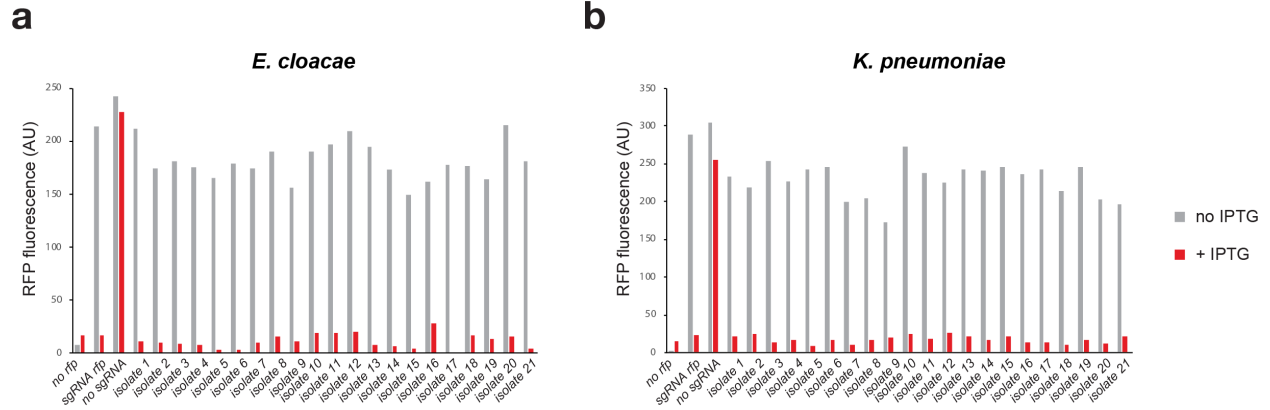 a
E. cloacae
RFP fluorescence (AU)
250
200
150
100
50
0
no rfp
sgRNA rfp
no sgRNA
isolate 1
isolate 2
isolate 3
isolate 4
isolate 5
isolate 6
isolate 7
isolate 8
isolate 9
isolate 10
isolate 11
isolate 12
isolate 13
isolate 14
isolate 15
isolate 16
isolate 17
isolate 18
isolate 19
isolate 20
isolate 21
b
K. pneumoniae
RFP fluorescence (AU)
350
300
250
200
150
100
50
0
no rfp
sgRNA rfp
no sgRNA
isolate 1
isolate 2
isolate 3
isolate 4
isolate 5
isolate 6
isolate 7
isolate 8
isolate 9
isolate 10
isolate 11
isolate 12
isolate 13
isolate 14
isolate 15
isolate 16
isolate 17
isolate 18
isolate 19
isolate 20
isolate 21
no IPTG
+ IPTG